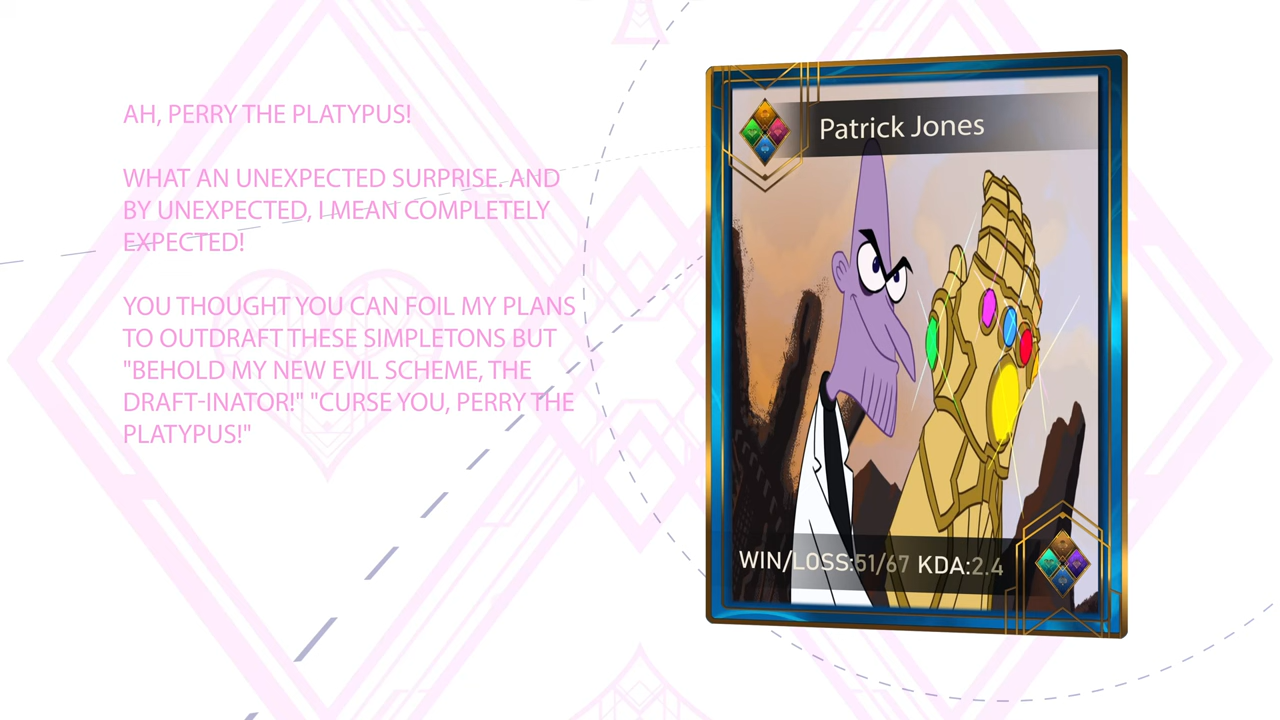 AH, PERRY THE PLATYPUS!
WHAT AN UNEXPECTED SURPRISE. AND
BY UNEXPECTED, I MEAN COMPLETELY
EXPECTED!
YOU THOUGHT YOU CAN FOIL MY PLANS
TO OUTDRAFT THESE SIMPLETONS BUT
"BEHOLD MY NEW EVIL SCHEME, THE
DRAFT-INATOR!" "CURSE YOU, PERRY THE
PLATYPUS!"
Patrick Jones
WIN/LOSS:51/67 KDA:2.4